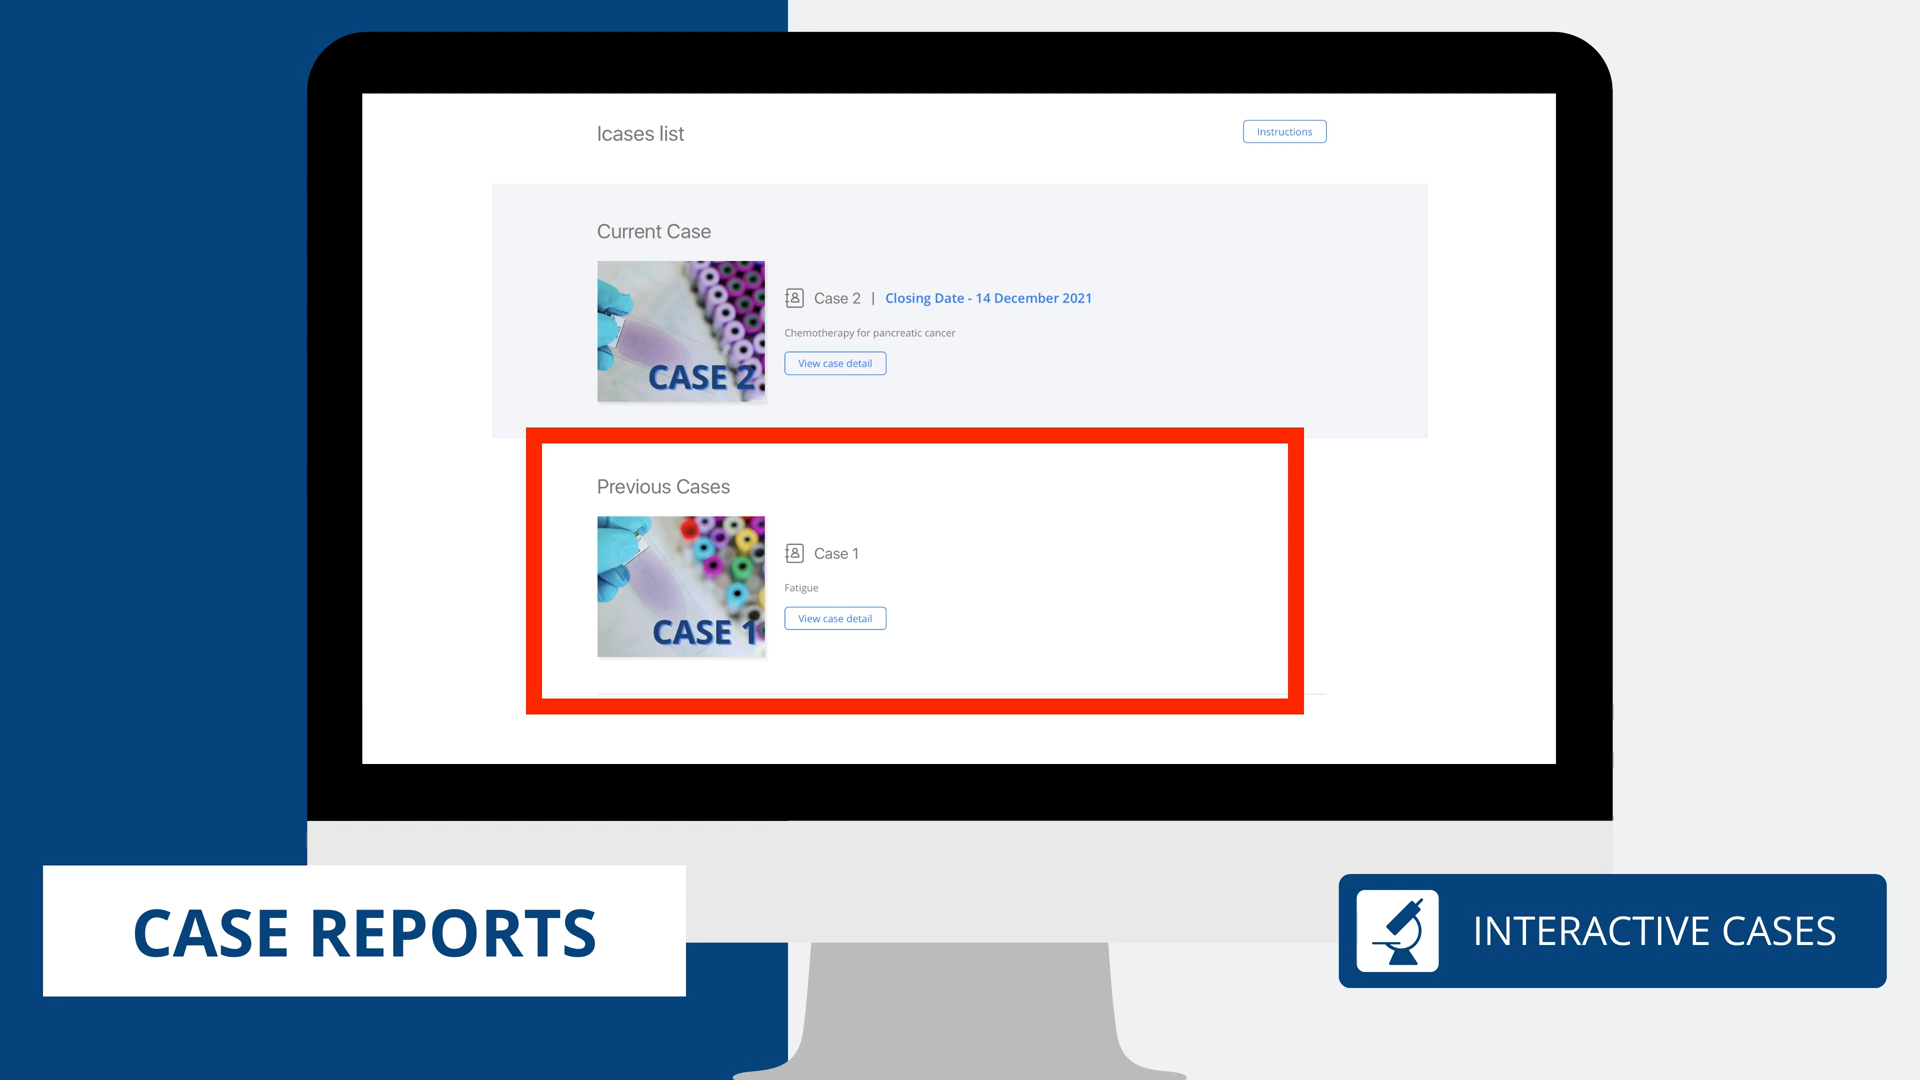 Icases list
Instructions
Current Case
CASE 2
Case 2 | Closing Date - 14 December 2021
Chemotherapy for pancreatic cancer
View case detail
Previous Cases
CASE 1
Case 1
Fatigue
View case detail
CASE REPORTS
INTERACTIVE CASES